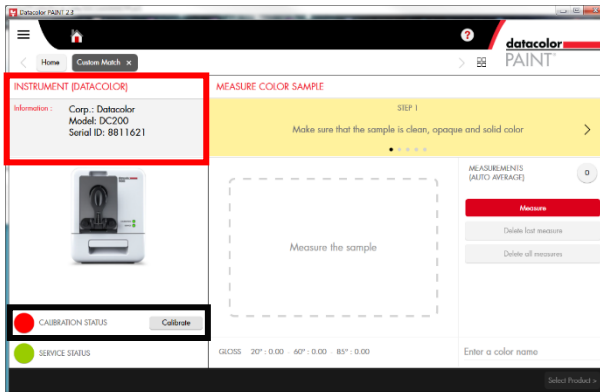 Datacolor PAINT 2.3
?
datacolor
PAINT
Home
Custom Match ×
INSTRUMENT (DATACOLOR)
MEASURE COLOR SAMPLE
Information :
Corp.: Datacolor
Model: DC200
Serial ID: 8811621
STEP 1
Make sure that the sample is clean, opaque and solid color
MEASUREMENTS
(AUTO AVERAGE)
0
Measure
Delete last measure
Delete all measures
Measure the sample
CALIBRATION STATUS
Calibrate
SERVICE STATUS
GLOSS 20° : 0.00 60° : 0.00 85° : 0.00
Enter a color name
Select Product >